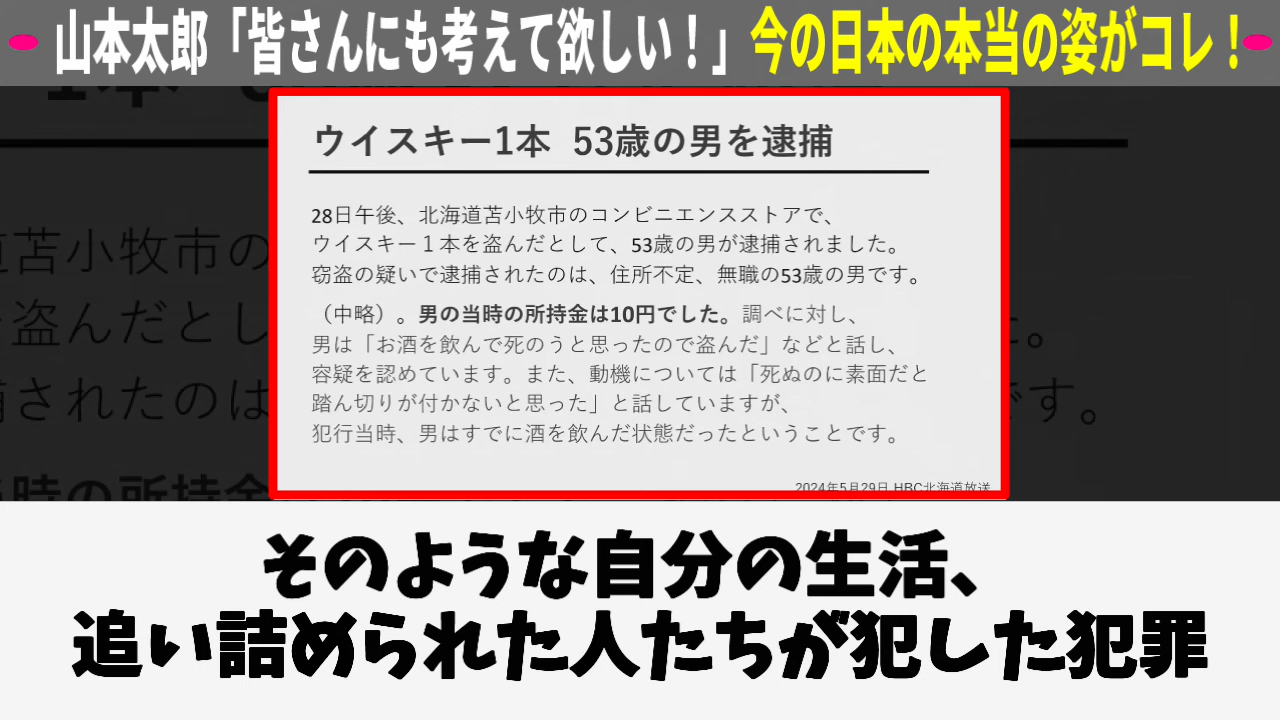 山本太郎「皆さんにも考えて欲しい！」今の日本の本当の姿がコレ！
ウイスキー1本 53歳の男を逮捕
28日午後、北海道苫小牧市のコンビニエンスストアで、
ウイスキー１本を盗んだとして、53歳の男が逮捕されました。
窃盗の疑いで逮捕されたのは、住所不定、無職の53歳の男です。
（中略）。男の当時の所持金は10円でした。調べに対し、
男は「お酒を飲んで死のうと思ったので盗んだ」などと話し、
容疑を認めています。また、動機については「死ぬのに素面だと
踏ん切りが付かないと思った」と話していますが、
犯行当時、男はすでに酒を飲んだ状態だったということです。
2024年5月29日 HBC北海道放送
そのような自分の生活、
追い詰められた人たちが犯した犯罪